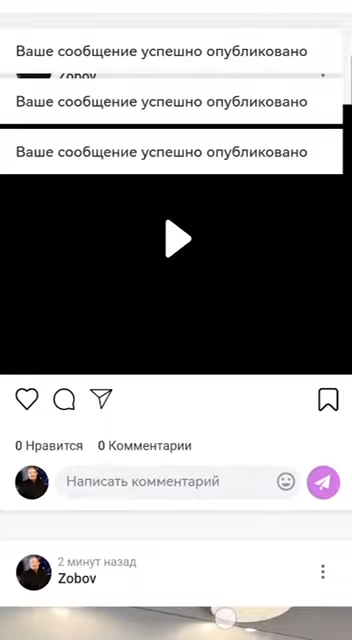 Ваше сообщение успешно опубликовано
Zobov
Ваше сообщение успешно опубликовано
Ваше сообщение успешно опубликовано
0 Нравится 0 Комментарии
Написать комментарий
2 минут назад
Zobov